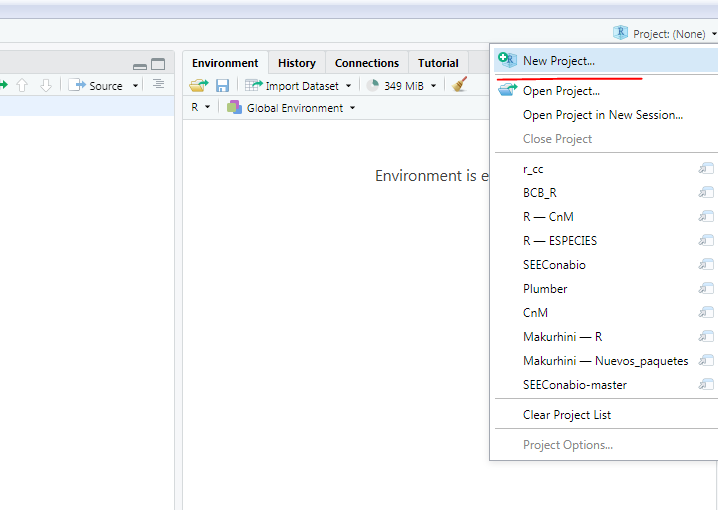 Project: (None)
Environment History Connections Tutorial
New Project...
Source
Import Dataset 349 MiB
Open Project...
R Global Environment
Open Project in New Session...
Close Project
Environment is e
r_cc
BCB_R
R — CnM
R — ESPECIES
SEEConabio
Plumber
CnM
Makurhini — R
Makurhini — Nuevos_paquetes
SEEConabio-master
Clear Project List
Project Options...